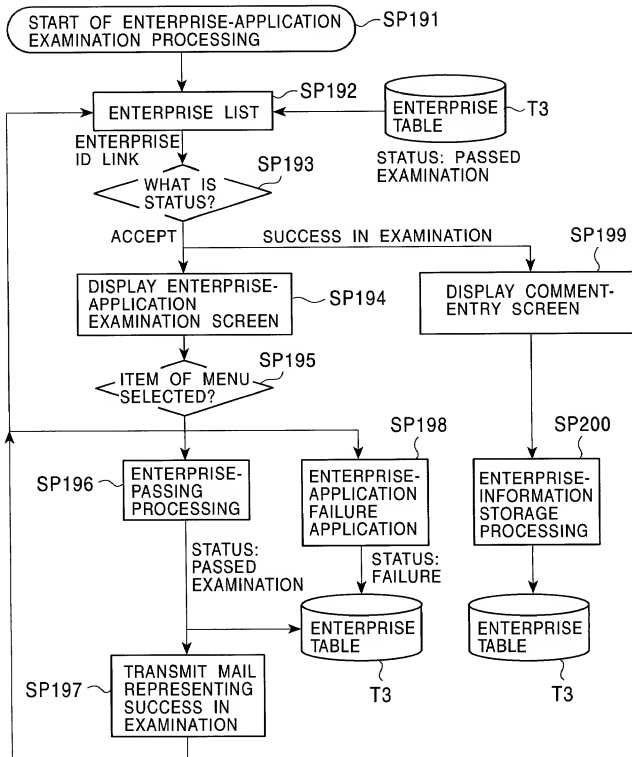 START OF ENTERPRISE-APPLICATION
EXAMINATION PROCESSING
SP191
SP192
ENTERPRISE LIST
ENTERPRISE
TABLE
T3
ENTERPRISE
ID LINK
STATUS: PASSED
EXAMINATION
SP193
WHAT IS
STATUS?
ACCEPT
SUCCESS IN EXAMINATION
SP199
DISPLAY ENTERPRISE-
APPLICATION
EXAMINATION SCREEN
SP194
DISPLAY COMMENT-
ENTRY SCREEN
SP195
ITEM OF MENU
SELECTED?
SP198
SP200
SP196
ENTERPRISE-
PASSING
PROCESSING
ENTERPRISE-
APPLICATION
FAILURE
APPLICATION
ENTERPRISE-
INFORMATION
STORAGE
PROCESSING
STATUS:
PASSED
EXAMINATION
STATUS:
FAILURE
ENTERPRISE
TABLE
T3
ENTERPRISE
TABLE
T3
SP197
TRANSMIT MAIL
REPRESENTING
SUCCESS IN
EXAMINATION